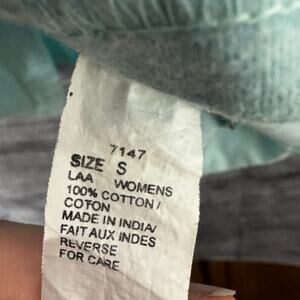 7147
SIZE S
LAA WOMENS
100% COTTON /
COTON
MADE IN INDIA/
FAIT AUX INDES
REVERSE
FOR CARE